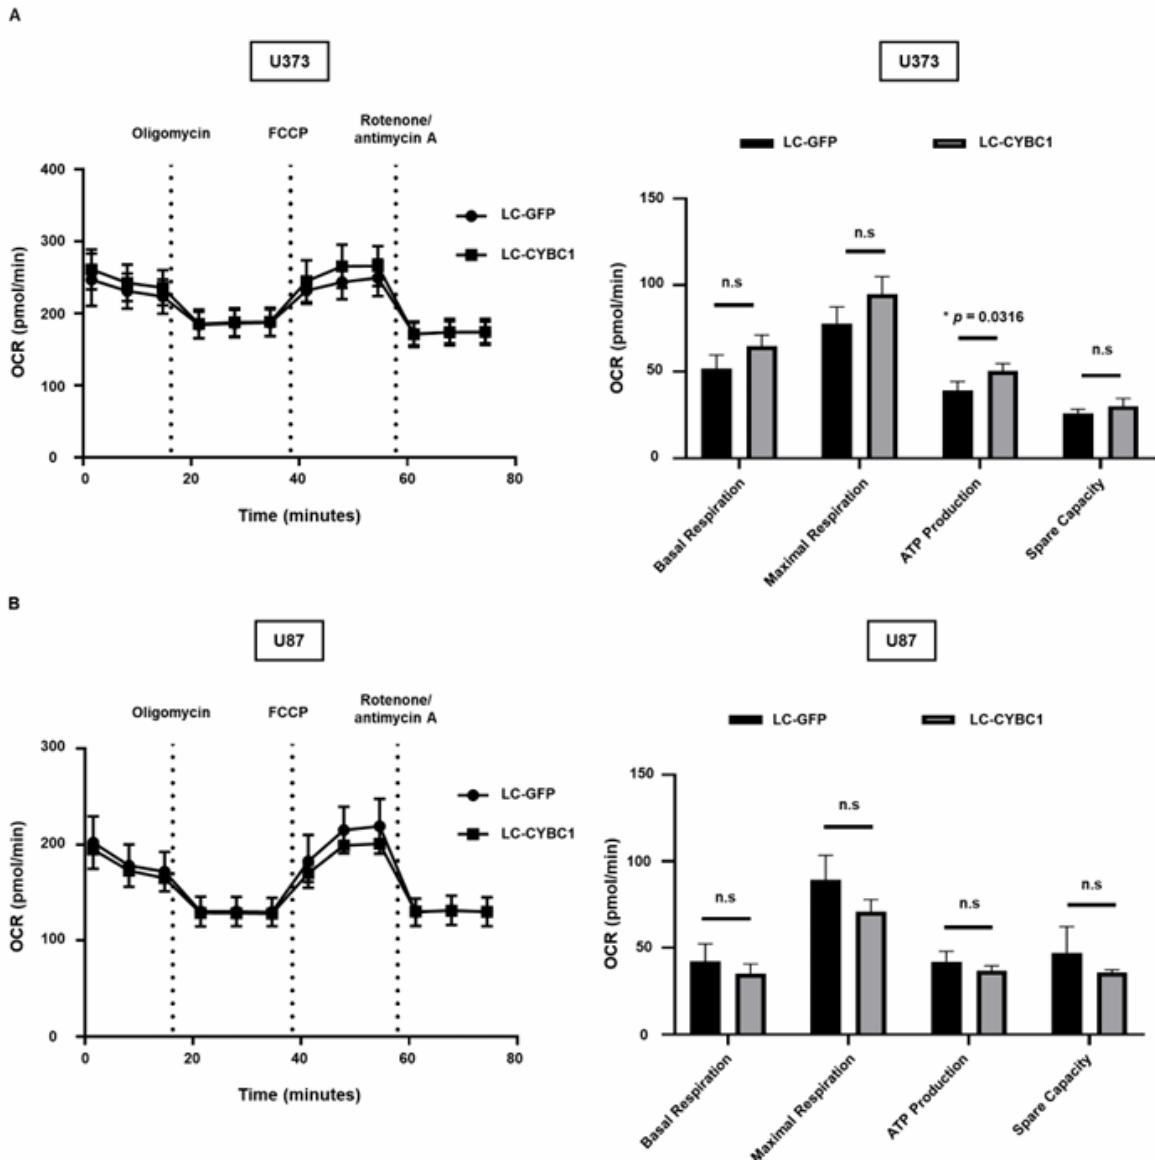 A
U373
Oligomycin
FCCP
Rotenone/
antimycin A
400
300
200
100
0
OCR (pmol/min)
LC-GFP
LC-CYBC1
0
20
40
60
80
Time (minutes)
U373
LC-GFP
LC-CYBC1
150
100
50
0
OCR (pmol/min)
n.s
n.s
* p = 0.0316
n.s
Basal Respiration
Maximal Respiration
ATP Production
Spare Capacity
B
U87
Oligomycin
FCCP
Rotenone/
antimycin A
300
200
100
0
OCR (pmol/min)
LC-GFP
LC-CYBC1
0
20
40
60
80
Time (minutes)
U87
LC-GFP
LC-CYBC1
150
100
50
0
OCR (pmol/min)
n.s
n.s
n.s
n.s
Basal Respiration
Maximal Respiration
ATP Production
Spare Capacity